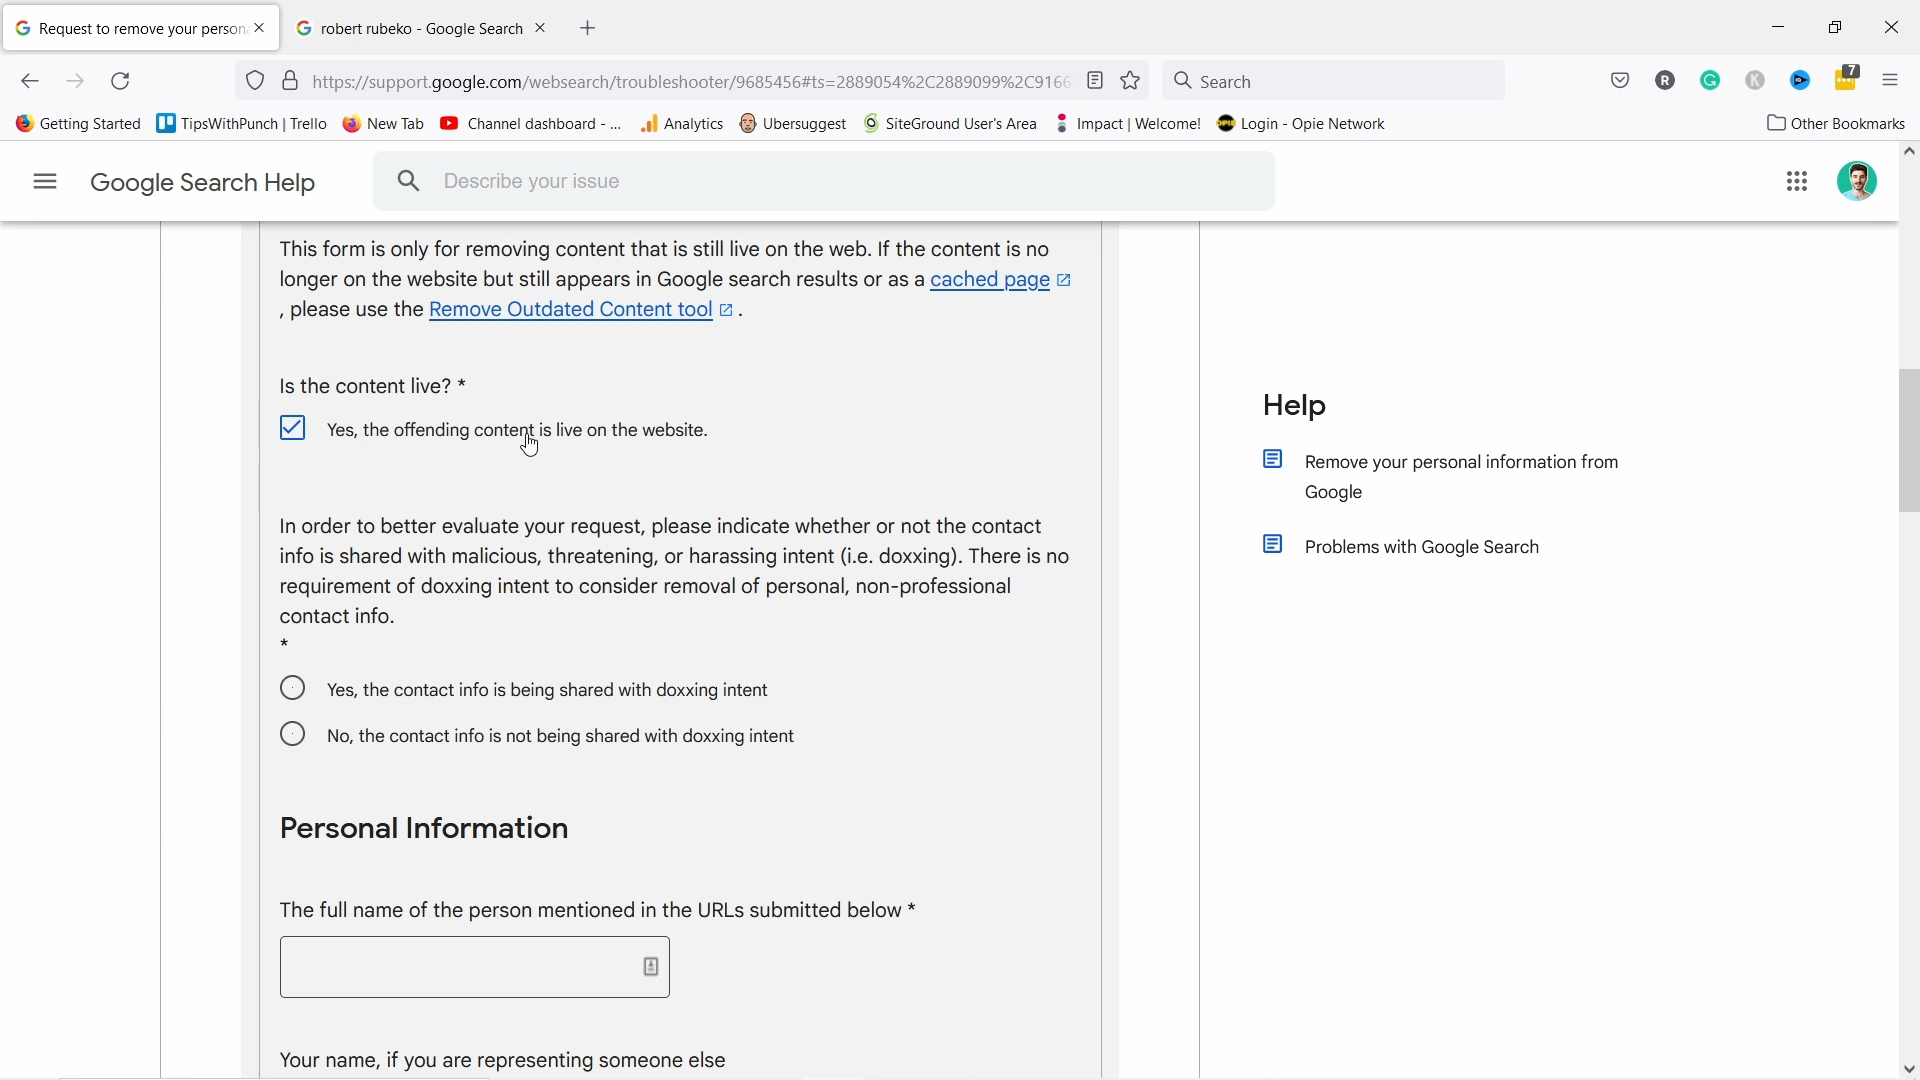 Request to remove your person
robert rubeko - Google Search
https://support.google.com/websearch/troubleshooter/9685456#ts=2889054%2C2889099%2C9166
Search
R
G
K
7
Getting Started
TipsWithPunch | Trello
New Tab
Channel dashboard - ...
Analytics
Ubersuggest
SiteGround User's Area
Impact | Welcome!
Login - Opie Network
Other Bookmarks
Google Search Help
Describe your issue
This form is only for removing content that is still live on the web. If the content is no
longer on the website but still appears in Google search results or as a cached page
, please use the Remove Outdated Content tool .
Is the content live? *
Yes, the offending content is live on the website.
In order to better evaluate your request, please indicate whether or not the contact
info is shared with malicious, threatening, or harassing intent (i.e. doxxing). There is no
requirement of doxxing intent to consider removal of personal, non-professional
contact info.
*
Yes, the contact info is being shared with doxxing intent
No, the contact info is not being shared with doxxing intent
Personal Information
The full name of the person mentioned in the URLs submitted below *
Your name, if you are representing someone else
Help
Remove your personal information from
Google
Problems with Google Search